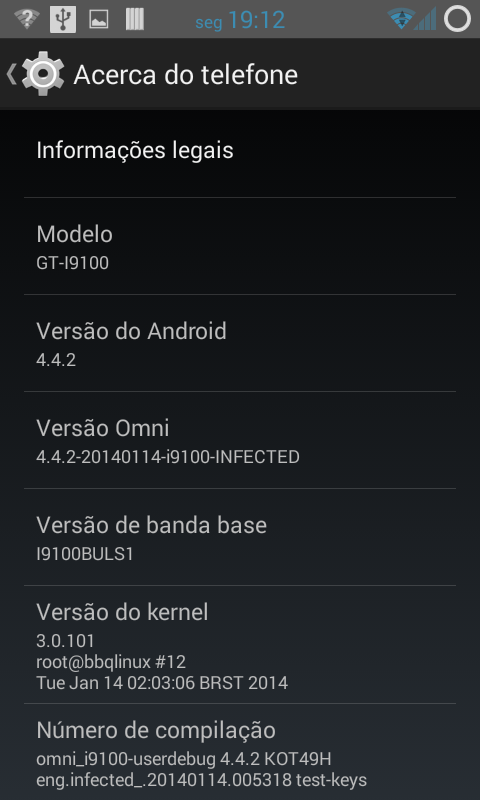 seg 19:12
Acerca do telefone
Informações legais
Modelo
GT-I9100
Versão do Android
4.4.2
Versão Omni
4.4.2-20140114-i9100-INFECTED
Versão de banda base
I9100BULS1
Versão do kernel
3.0.101
root@bbqlinux #12
Tue Jan 14 02:03:06 BRST 2014
Número de compilação
omni_i9100-userdebug 4.4.2 KOT49H
eng.infected_.20140114.005318 test-keys